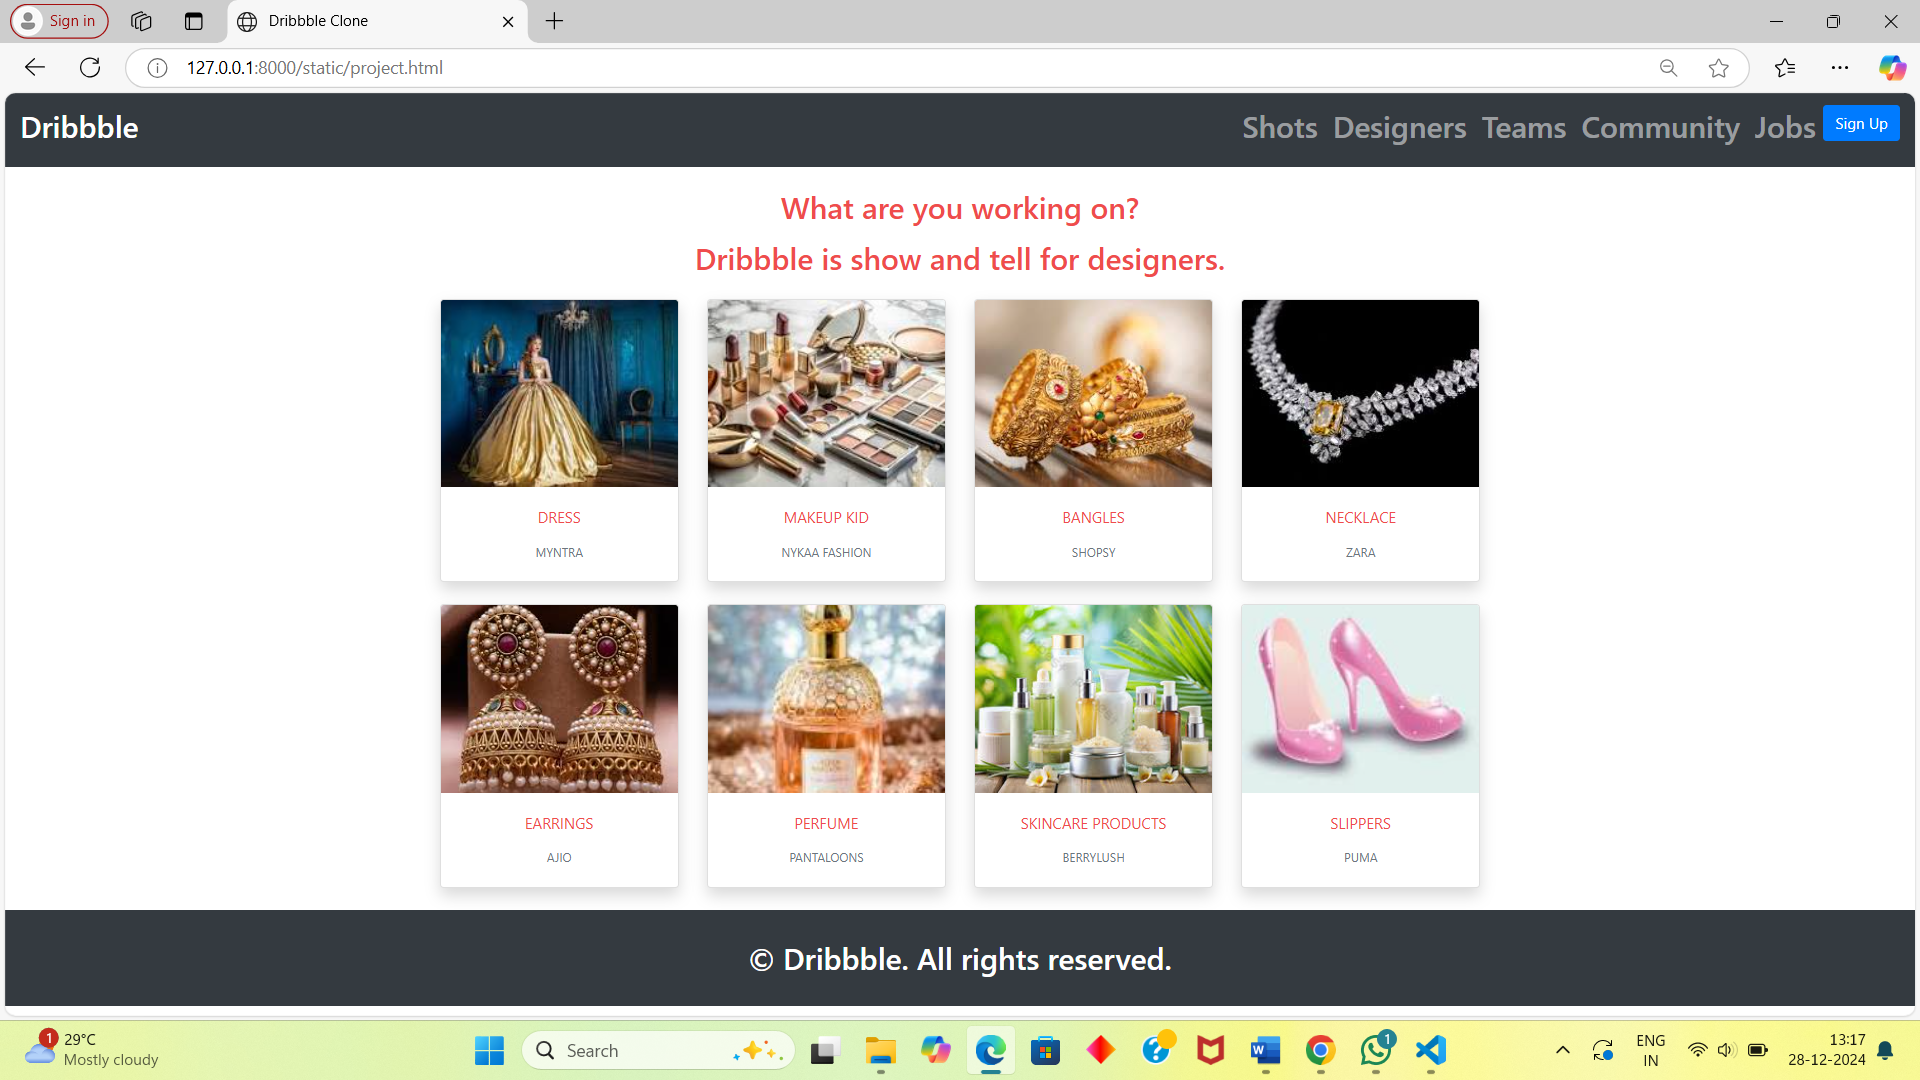 Sign in
Dribbble Clone
127.0.0.1:8000/static/project.html
Dribbble
Shots Designers Teams Community Jobs Sign Up
What are you working on?
Dribbble is show and tell for designers.
DRESS
MYNTRA
MAKEUP KID
NYKAA FASHION
BANGLES
SHOPSY
NECKLACE
ZARA
EARRINGS
AJIO
PERFUME
PANTALOONS
SKINCARE PRODUCTS
BERRYLUSH
SLIPPERS
PUMA
© Dribbble. All rights reserved.
1
29°C
Mostly cloudy
Search
1
ENG
IN
13:17
28-12-2024